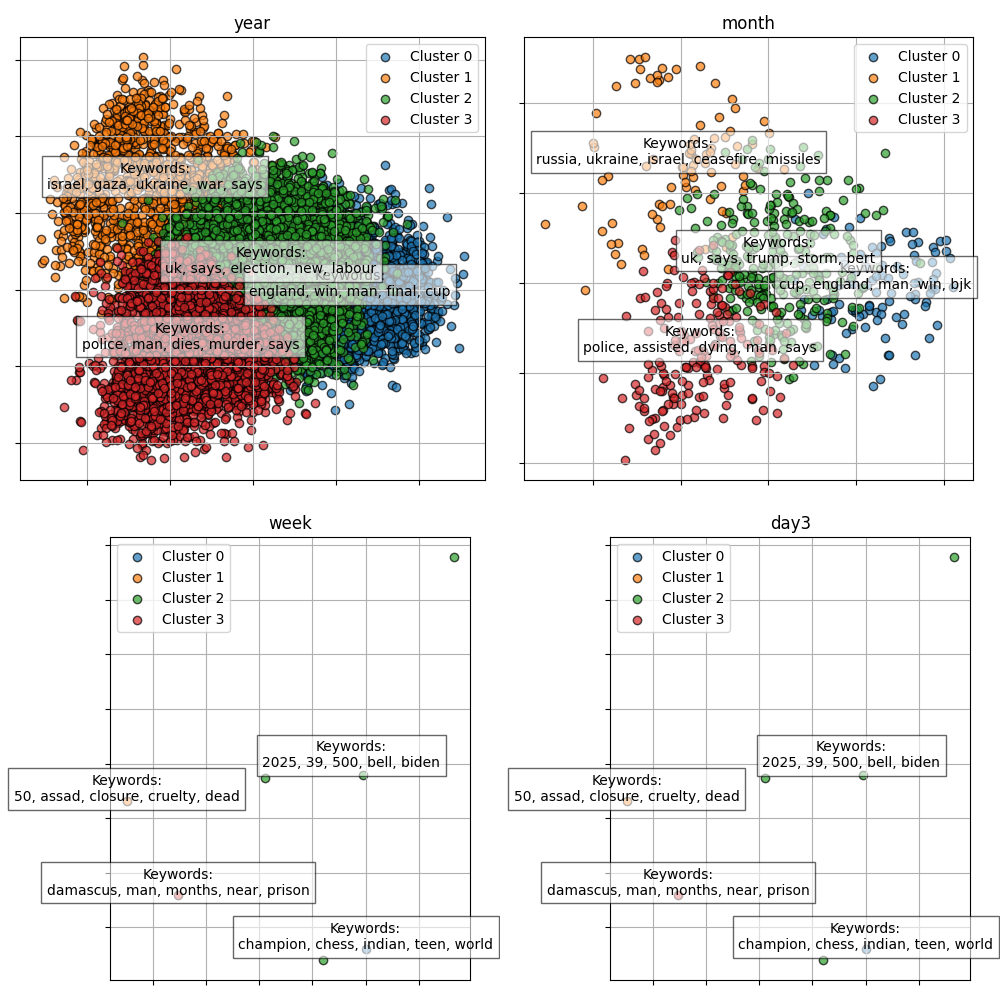 year
Cluster 0
Cluster 1
Cluster 2
Cluster 3
Keywords:
israel, gaza, ukraine, war, says
Keywords:
uk, says, election, new, labour
Keywords:
england, win, man, final, cup
Keywords:
police, man, dies, murder, says
month
Cluster 0
Cluster 1
Cluster 2
Cluster 3
Keywords:
russia, ukraine, israel, ceasefire, missiles
Keywords:
uk, says, trump, storm, bert
Keywords:
cup, england, man, win, bjk
Keywords:
police, assisted, dying, man, says
week
Cluster 0
Cluster 1
Cluster 2
Cluster 3
Keywords:
2025, 39, 500, bell, biden
Keywords:
50, assad, closure, cruelty, dead
Keywords:
damascus, man, months, near, prison
Keywords:
champion, chess, indian, teen, world
day3
Cluster 0
Cluster 1
Cluster 2
Cluster 3
Keywords:
2025, 39, 500, bell, biden
Keywords:
50, assad, closure, cruelty, dead
Keywords:
damascus, man, months, near, prison
Keywords:
champion, chess, indian, teen, world